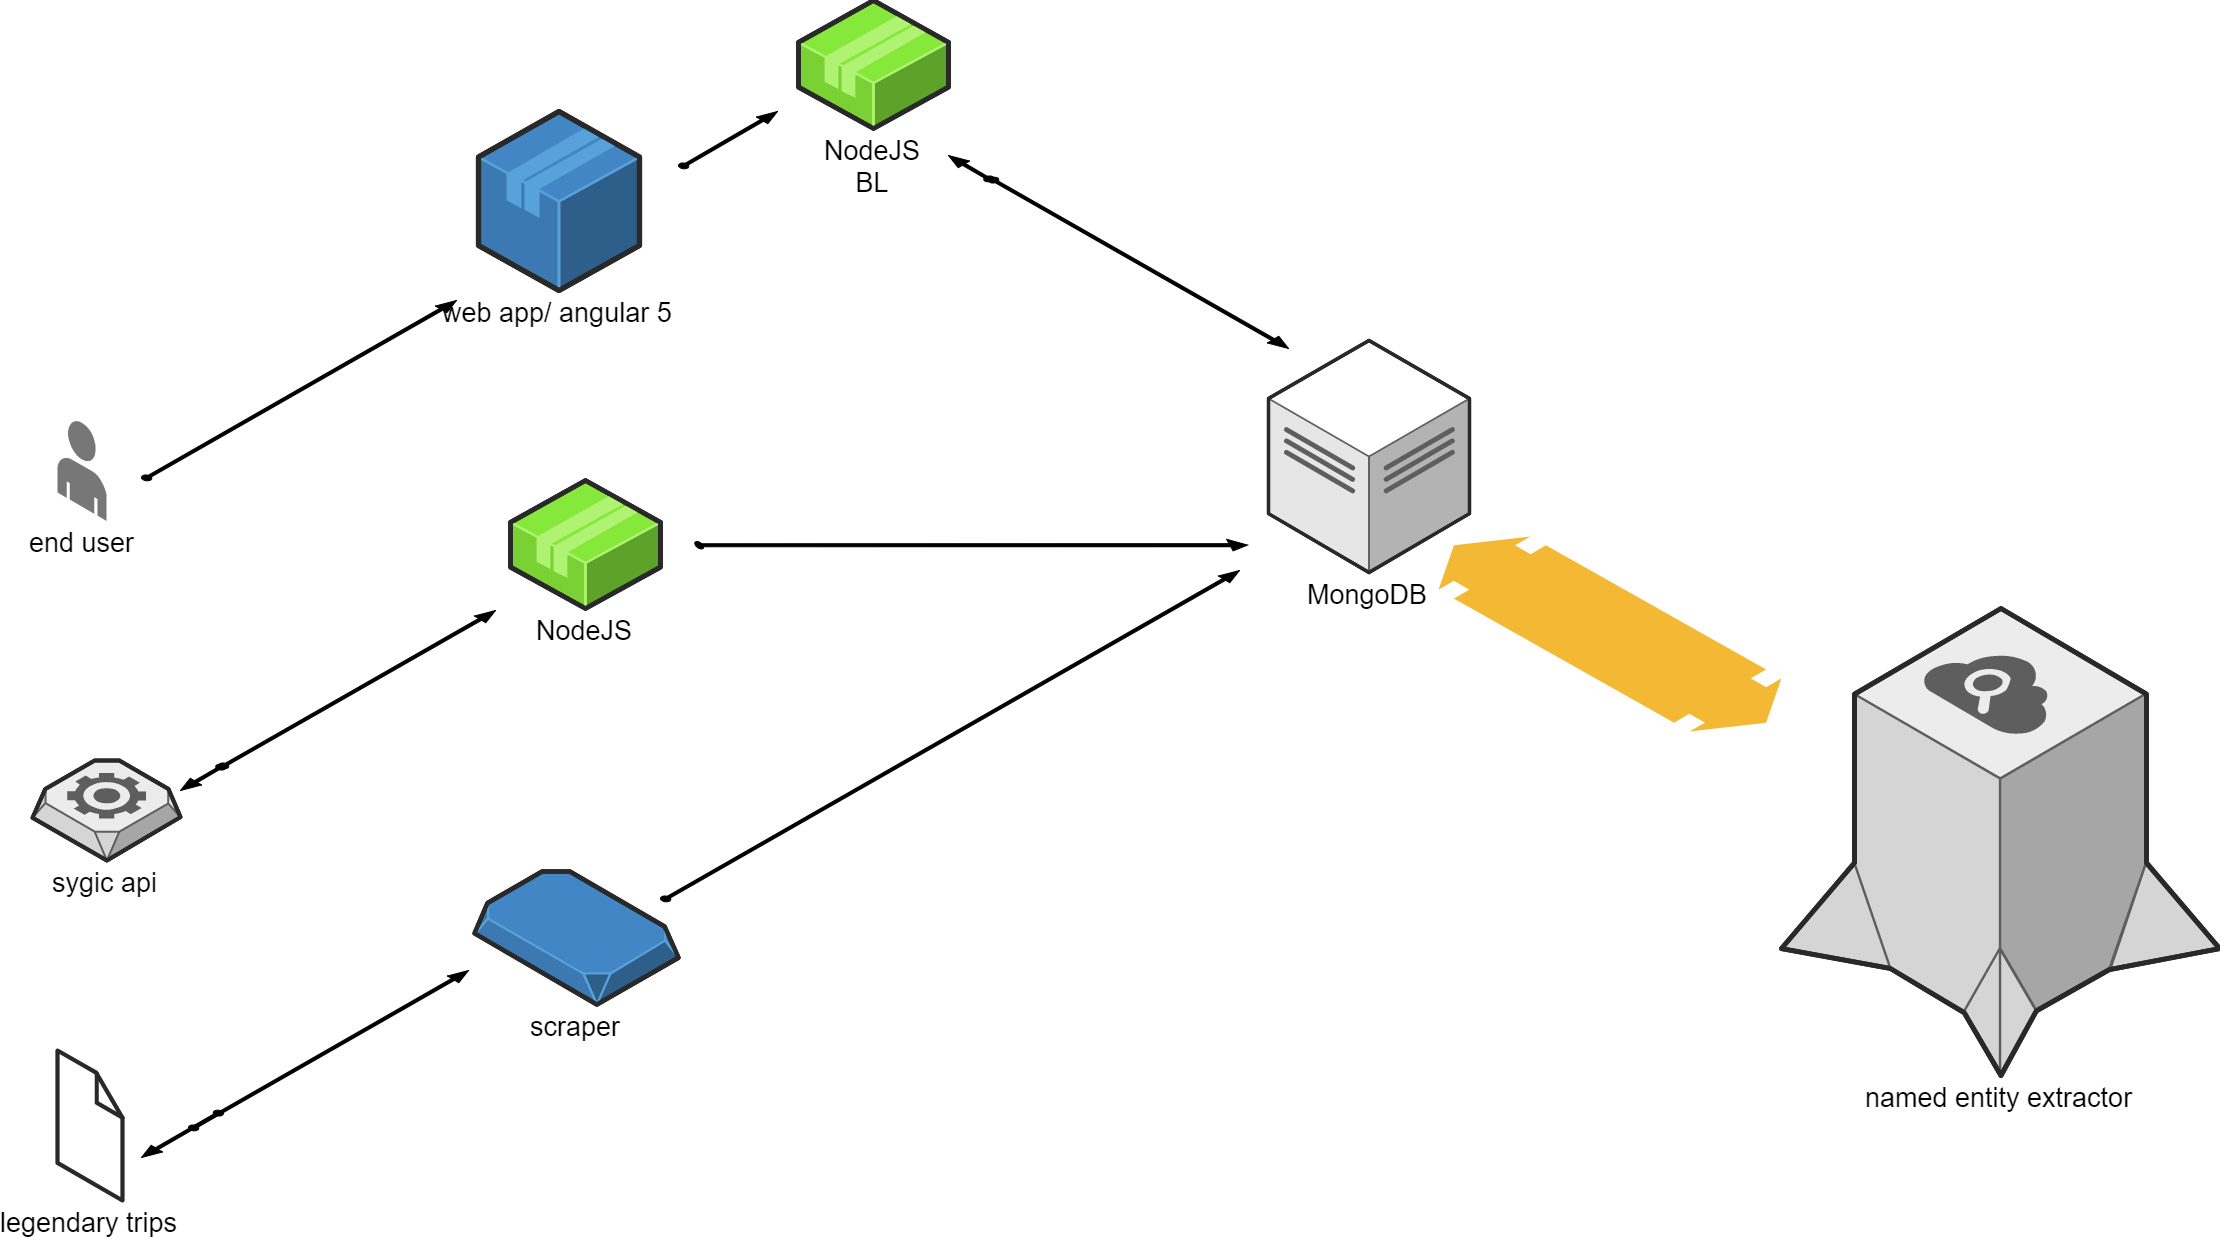 NodeJS
BL
web app/ angular 5
end user
MongoDB
NodeJS
sygic api
scraper
named entity extractor
legendary trips